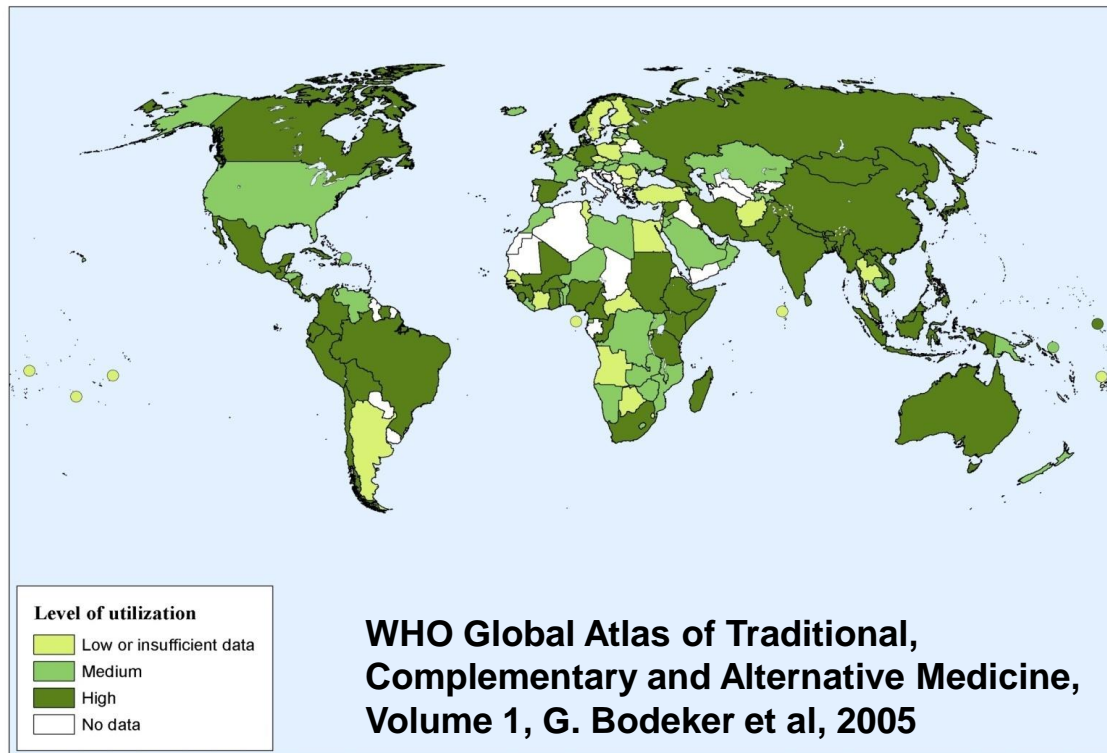 Level of utilization
Low or insufficient data
Medium
High
No data
WHO Global Atlas of Traditional,
Complementary and Alternative Medicine,
Volume 1, G. Bodeker et al, 2005